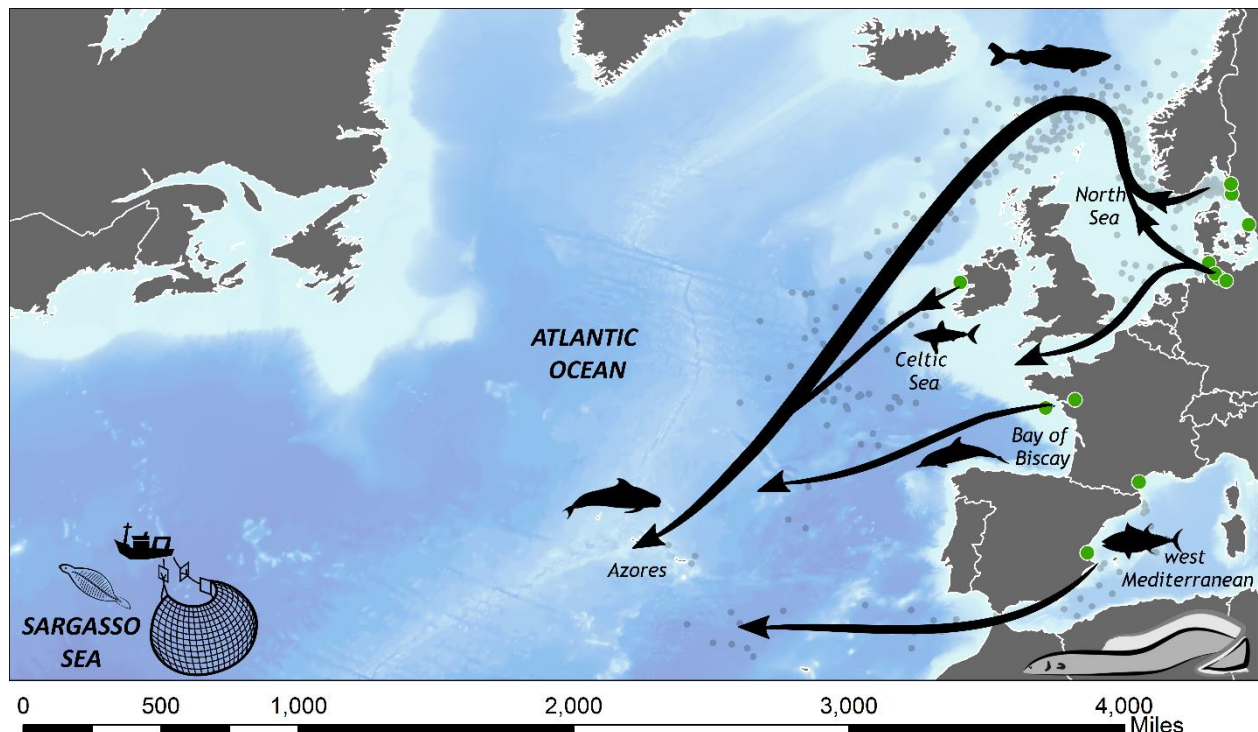 North
Sea
ATLANTIC
OCEAN
Celtic
Sea
Bay of
Biscay
Azores
west
Mediterranean
SARGASSO
SEA
0 500 1,000 2,000 3,000 4,000
Miles